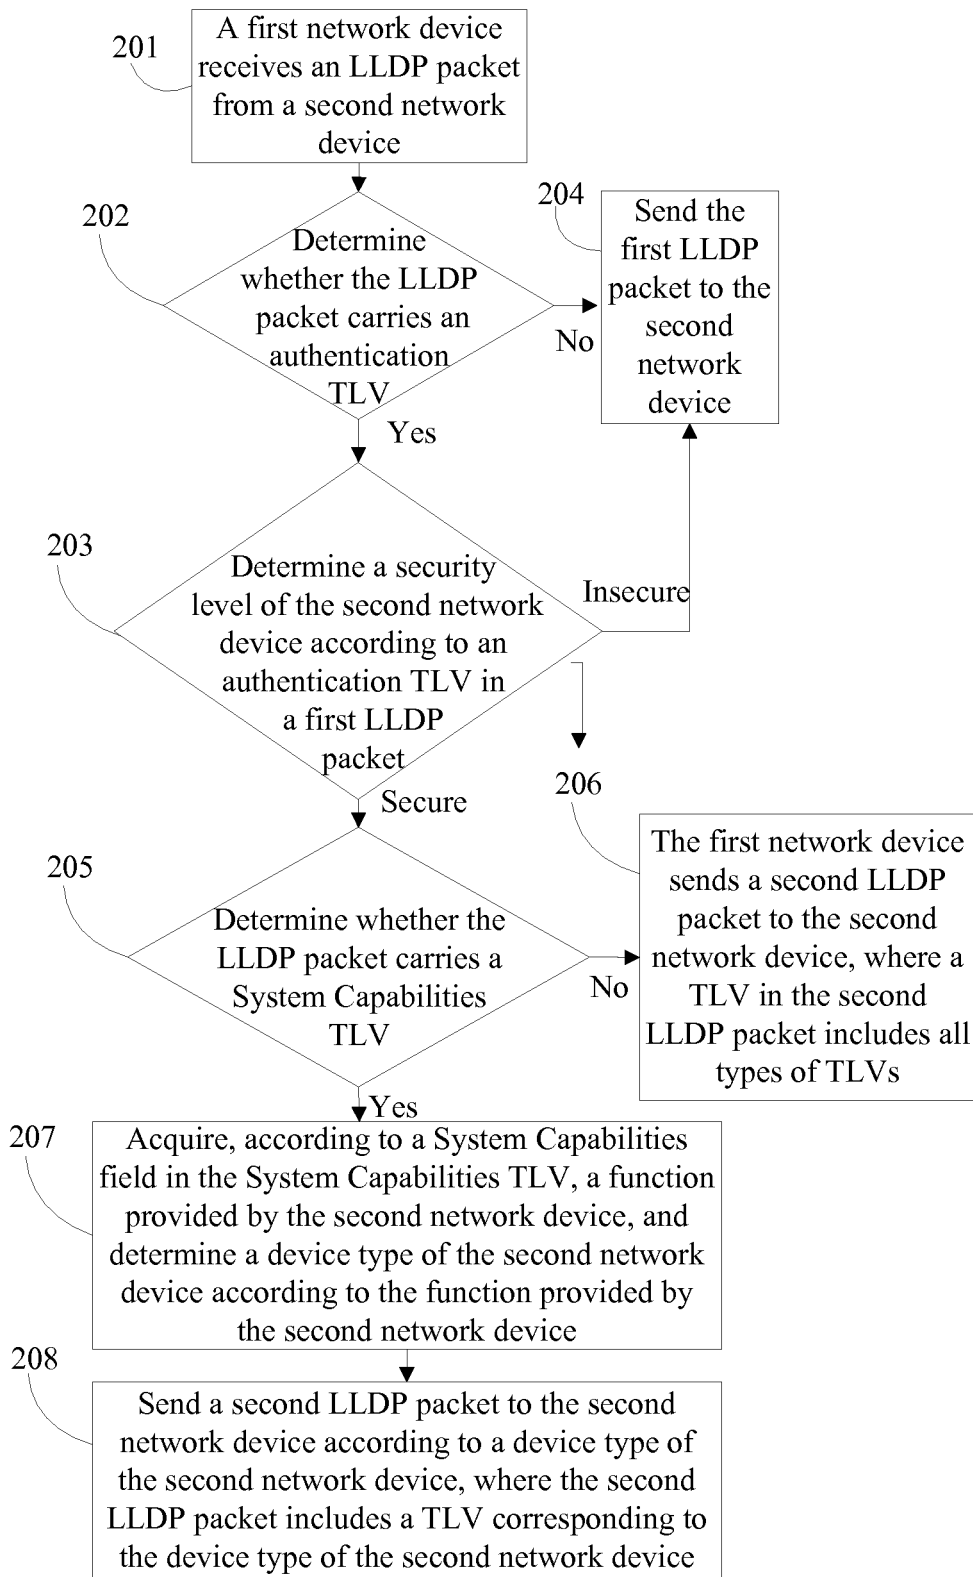 201
A first network device
receives an LLDP packet
from a second network
device
202
Determine
whether the LLDP
packet carries an
authentication
TLV
No
204
Send the
first LLDP
packet to the
second
network
device
Yes
203
Determine a security
level of the second network
device according to an
authentication TLV in
a first LLDP
packet
Insecure
Secure
205
Determine whether the
LLDP packet carries a
System Capabilities
TLV
No
206
The first network device
sends a second LLDP
packet to the second
network device, where a
TLV in the second
LLDP packet includes all
types of TLVs
Yes
207
Acquire, according to a System Capabilities
field in the System Capabilities TLV, a function
provided by the second network device, and
determine a device type of the second network
device according to the function provided by
the second network device
208
Send a second LLDP packet to the second
network device according to a device type of
the second network device, where the second
LLDP packet includes a TLV corresponding to
the device type of the second network device